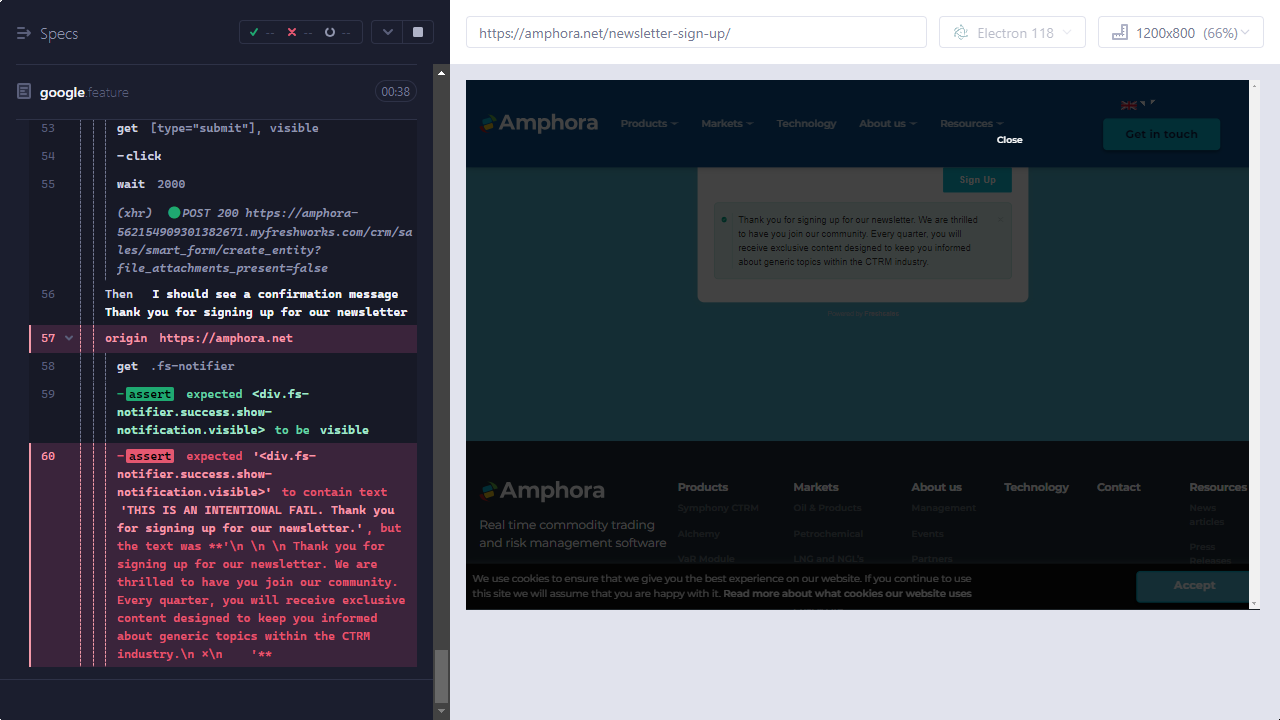 Specs
-- -- --
google.feature
00:38
53 get [type="submit"], visible
54 -click
55 wait 2000
(xhr) POST 200 https://amphora-
562154909301382671.myfreshworks.com/crm/sa
les/smart_form/create_entity?
file_attachments_present=false
56 Then I should see a confirmation message
Thank you for signing up for our newsletter
57 origin https://amphora.net
58 get .fs-notifier
59 -assert expected <div.fs-
notifier.success.show-
notification.visible> to be visible
60 -assert expected '<div.fs-
notifier.success.show-
notification.visible>' to contain text
'THIS IS AN INTENTIONAL FAIL. Thank you
for signing up for our newsletter.', but
the text was **'\n \n \n Thank you for
signing up for our newsletter. We are
thrilled to have you join our community.
Every quarter, you will receive exclusive
content designed to keep you informed
about generic topics within the CTRM
industry.\n ×\n '**
https://amphora.net/newsletter-sign-up/
Electron 118
1200x800 (66%)
Amphora
Products
Markets
Technology
About us
Resources
Get in touch
Close
Sign Up
Thank you for signing up for our newsletter. We are thrilled
to have you join our community. Every quarter, you will
receive exclusive content designed to keep you informed
about generic topics within the CTRM industry.
Powered by Freshworks
Amphora
Real time commodity trading
and risk management software
Products
Symphony CTRM
Alchemy
VaR Module
Markets
Oil & Products
Petrochemical
LNG and NGL's
About us
Management
Events
Partners
Technology
Contact
Resources
News
articles
Press
Releases
We use cookies to ensure that we give you the best experience on our website. If you continue to use
this site we will assume that you are happy with it. Read more about what cookies our website uses
Accept